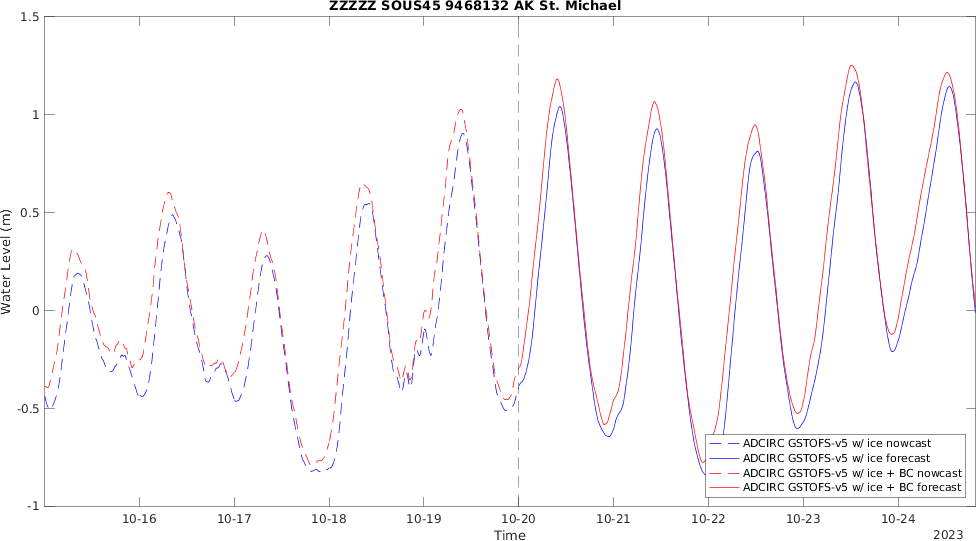 ZZZZZ SOUS45 9468132 AK St. Michael
Water Level (m)
1.5
1
0.5
0
-0.5
-1
ADCIRC GSTOFS-v5 w/ ice nowcast
ADCIRC GSTOFS-v5 w/ ice forecast
ADCIRC GSTOFS-v5 w/ ice + BC nowcast
ADCIRC GSTOFS-v5 w/ ice + BC forecast
10-16 10-17 10-18 10-19 10-20 10-21 10-22 10-23 10-24
Time
2023